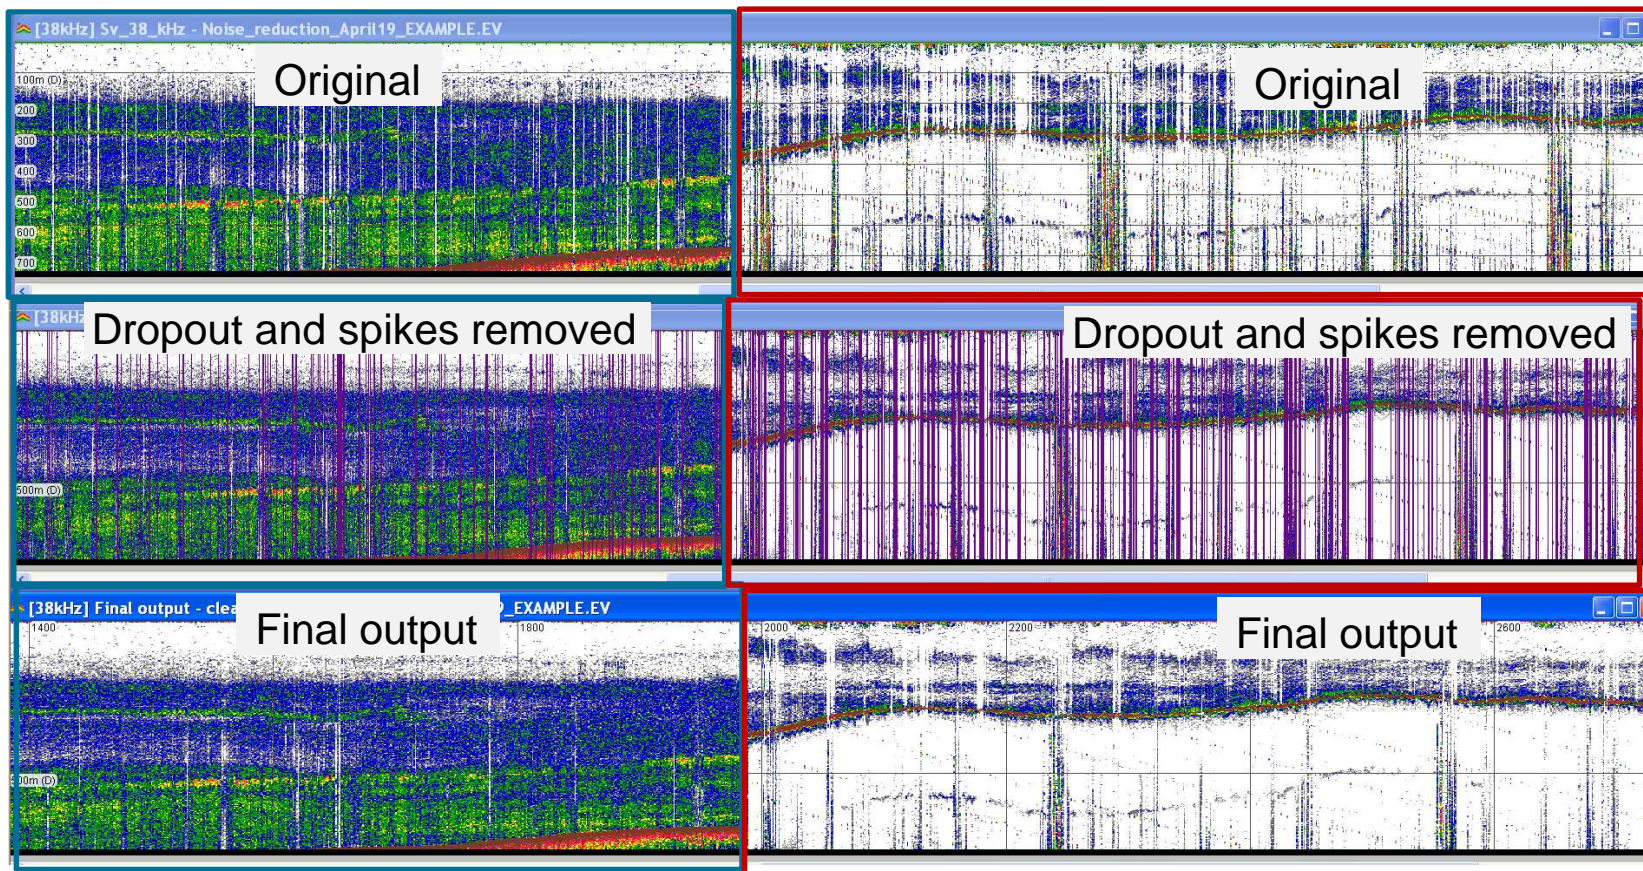 [38kHz] Sv_38_kHz - Noise_reduction_April19_EXAMPLE.EV
Original
Original
100m (D)
200
300
400
500
600
700
[38kHz
Dropout and spikes removed
Dropout and spikes removed
500m (D)
[38kHz] Final output - clea
_EXAMPLE.EV
1400
1800
2000
2200
2600
Final output
Final output
500m (D)